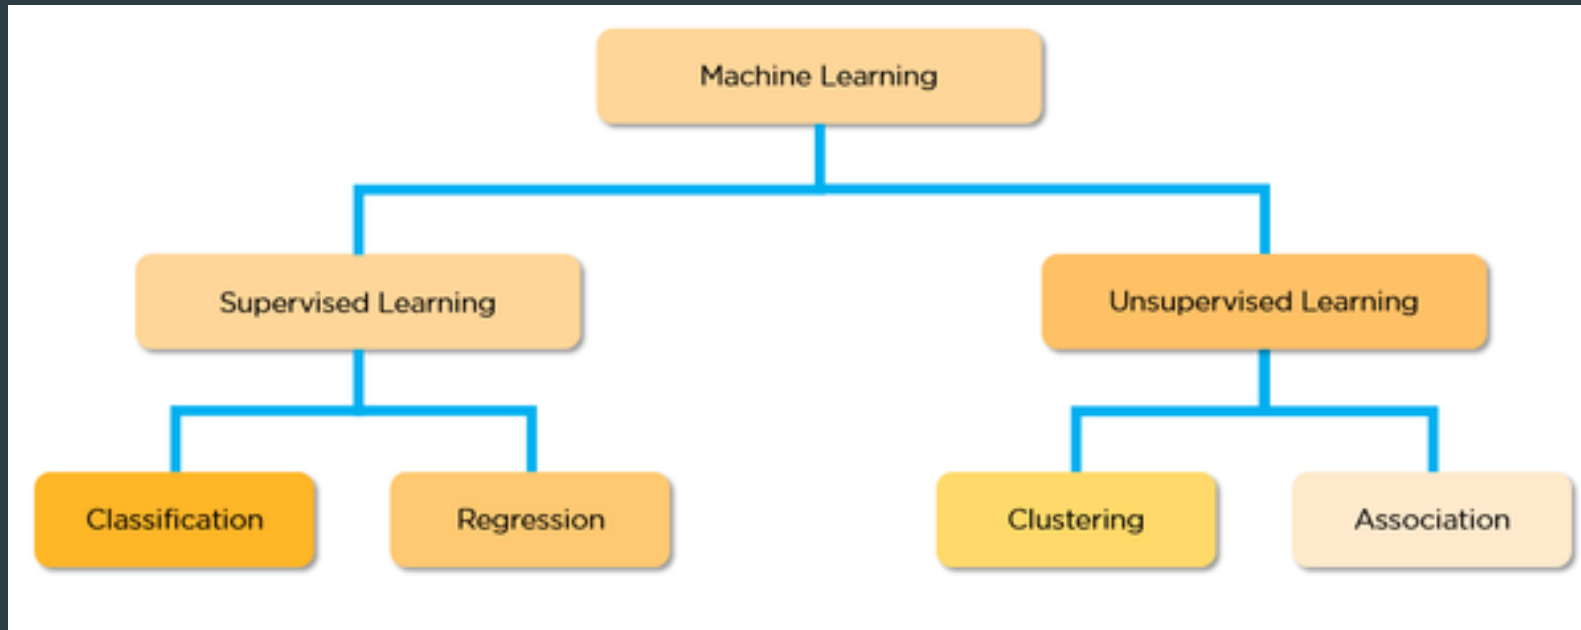 Machine Learning
Supervised Learning
Unsupervised Learning
Classification
Regression
Clustering
Association